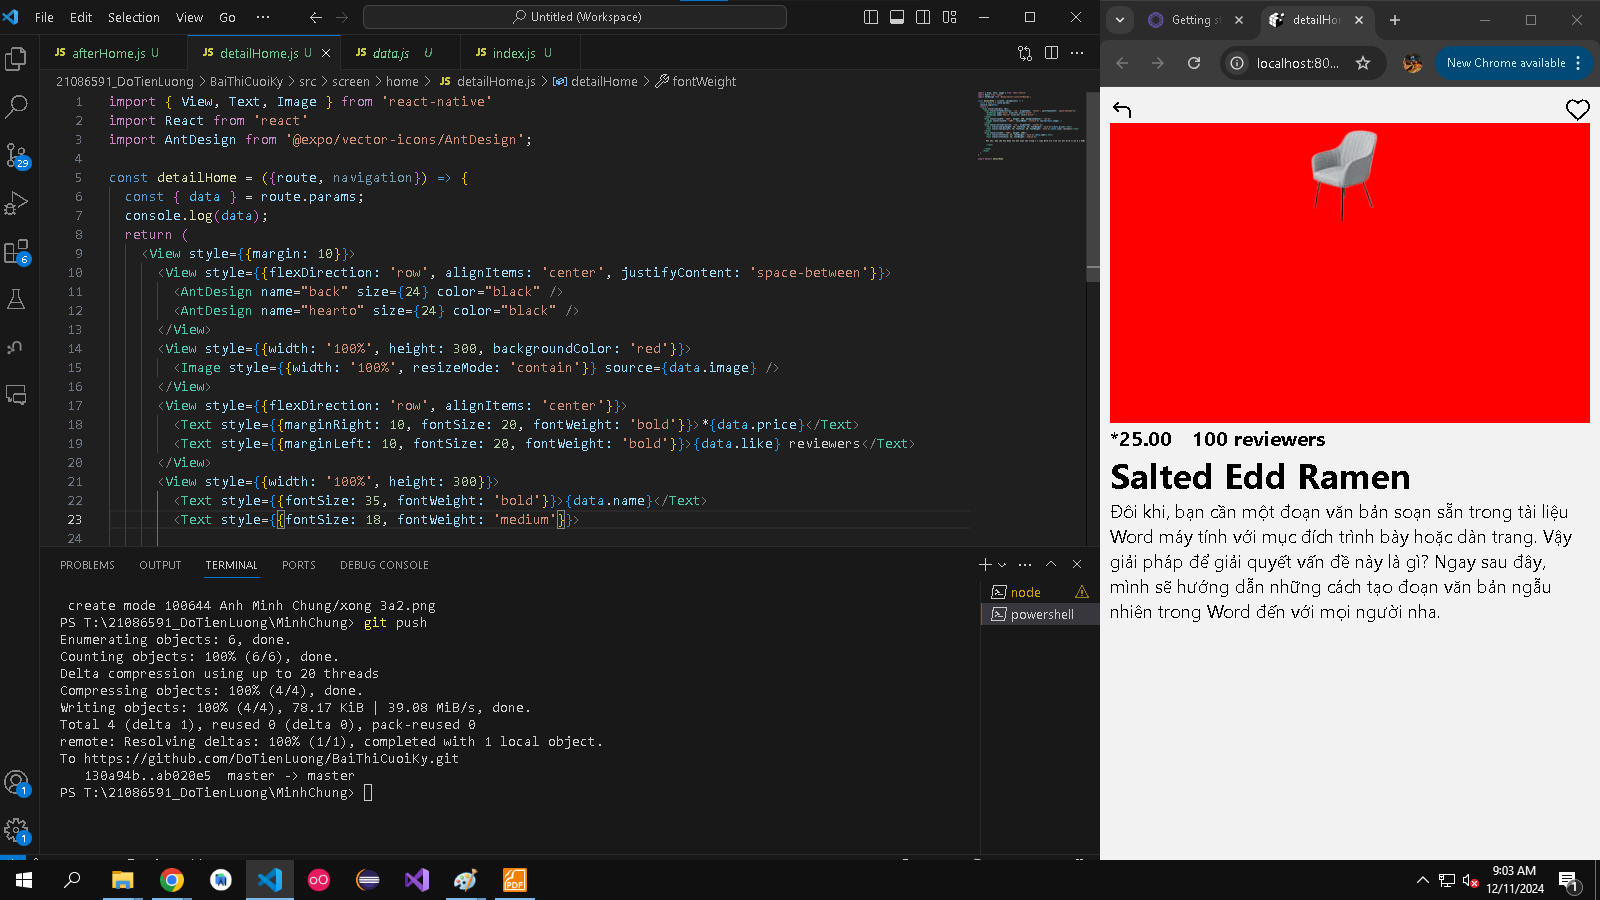 File Edit Selection View Go ··· Untitled (Workspace)
JS afterHome.js U JS detailHome.js U JS data.js U JS index.js U
21086591_DoTienLuong > BaiThiCuoiKy > src > screen > home > JS detailHome.js > detailHome > fontWeight
1 import { View, Text, Image } from 'react-native'
2 import React from 'react'
3 import AntDesign from '@expo/vector-icons/AntDesign';
4
5 const detailHome = ({route, navigation}) => {
6 const { data } = route.params;
7 console.log(data);
8 return (
9 <View style={{margin: 10}}>
10 <View style={{flexDirection: 'row', alignItems: 'center', justifyContent: 'space-between'}}>
11 <AntDesign name="back" size={24} color="black" />
12 <AntDesign name="hearto" size={24} color="black" />
13 </View>
14 <View style={{width: '100%', height: 300, backgroundColor: 'red'}}>
15 <Image style={{width: '100%', resizeMode: 'contain'}} source={data.image} />
16 </View>
17 <View style={{flexDirection: 'row', alignItems: 'center'}}>
18 <Text style={{marginRight: 10, fontSize: 20, fontWeight: 'bold'}}>*{data.price}</Text>
19 <Text style={{marginLeft: 10, fontSize: 20, fontWeight: 'bold'}}>{data.like} reviewers</Text>
20 </View>
21 <View style={{width: '100%', height: 300}}>
22 <Text style={{fontSize: 35, fontWeight: 'bold'}}>{data.name}</Text>
23 <Text style={{fontSize: 18, fontWeight: 'medium'}}>
24
29
6
1
1
PROBLEMS OUTPUT TERMINAL PORTS DEBUG CONSOLE
node
powershell
create mode 100644 Anh Minh Chung/xong 3a2.png
PS T:\21086591_DoTienLuong\MinhChung> git push
Enumerating objects: 6, done.
Counting objects: 100% (6/6), done.
Delta compression using up to 20 threads
Compressing objects: 100% (4/4), done.
Writing objects: 100% (4/4), 78.17 KiB | 39.08 MiB/s, done.
Total 4 (delta 1), reused 0 (delta 0), pack-reused 0
remote: Resolving deltas: 100% (1/1), completed with 1 local object.
To https://github.com/DoTienLuong/BaiThiCuoiKy.git
130a94b..ab020e5 master -> master
PS T:\21086591_DoTienLuong\MinhChung>
Getting s detailHo
localhost:80... New Chrome available
*25.00 100 reviewers
Salted Edd Ramen
Đôi khi, bạn cần một đoạn văn bản soạn sẵn trong tài liệu
Word máy tính với mục đích trình bày hoặc dàn trang. Vậy
giải pháp để giải quyết vấn đề này là gì? Ngay sau đây,
mình sẽ hướng dẫn những cách tạo đoạn văn bản ngẫu
nhiên trong Word đến với mọi người nha.
PDF
9:03 AM
12/11/2024
1